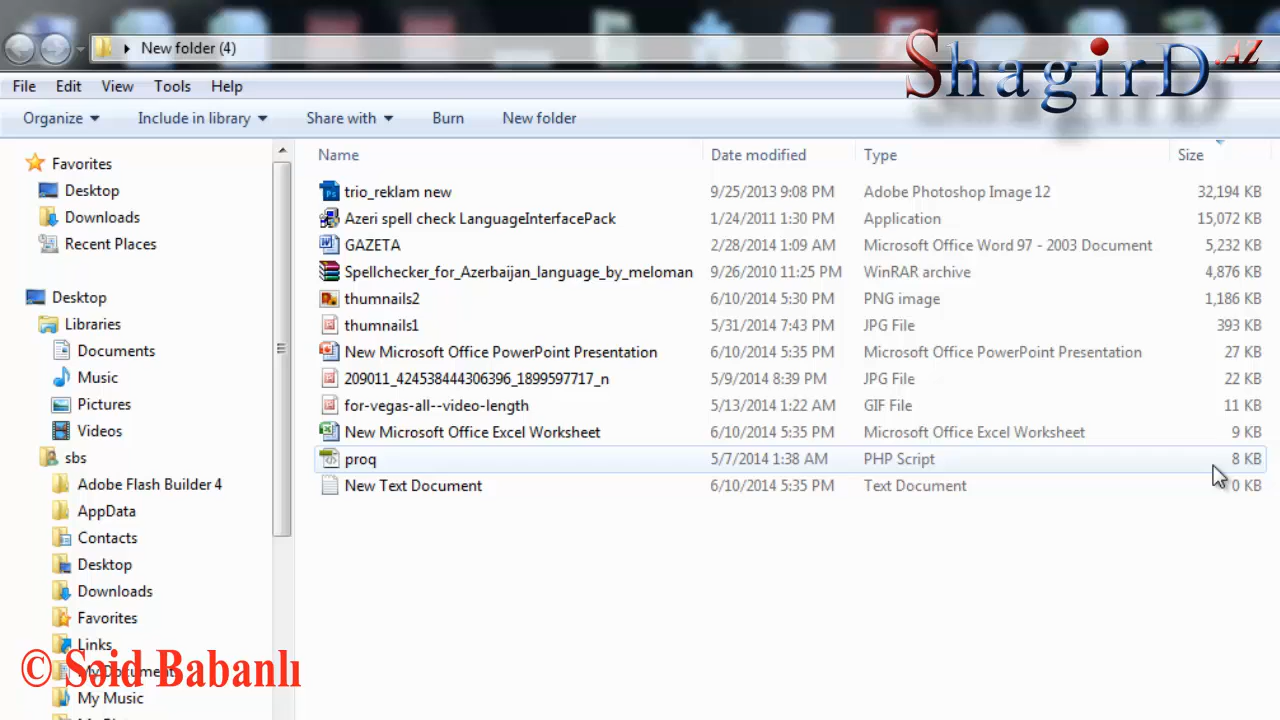 New folder (4)
ShagirD.AZ
File Edit View Tools Help
Organize Include in library Share with Burn New folder
Favorites
Desktop
Downloads
Recent Places
Desktop
Libraries
Documents
Music
Pictures
Videos
sbs
Adobe Flash Builder 4
AppData
Contacts
Desktop
Downloads
Favorites
Links
My Documents
My Music
Name Date modified Type Size
trio_reklam new 9/25/2013 9:08 PM Adobe Photoshop Image 12 32,194 KB
Azeri spell check LanguageInterfacePack 1/24/2011 1:30 PM Application 15,072 KB
GAZETA 2/28/2014 1:09 AM Microsoft Office Word 97 - 2003 Document 5,232 KB
Spellchecker_for_Azerbaijan_language_by_meloman 9/26/2010 11:25 PM WinRAR archive 4,876 KB
thumnails2 6/10/2014 5:30 PM PNG image 1,186 KB
thumnails1 5/31/2014 7:43 PM JPG File 393 KB
New Microsoft Office PowerPoint Presentation 6/10/2014 5:35 PM Microsoft Office PowerPoint Presentation 27 KB
209011_424538444306396_1899597717_n 5/9/2014 8:39 PM JPG File 22 KB
for-vegas-all--video-length 5/13/2014 1:22 AM GIF File 11 KB
New Microsoft Office Excel Worksheet 6/10/2014 5:35 PM Microsoft Office Excel Worksheet 9 KB
proq 5/7/2014 1:38 AM PHP Script 8 KB
New Text Document 6/10/2014 5:35 PM Text Document 0 KB
© Səid Babanlı